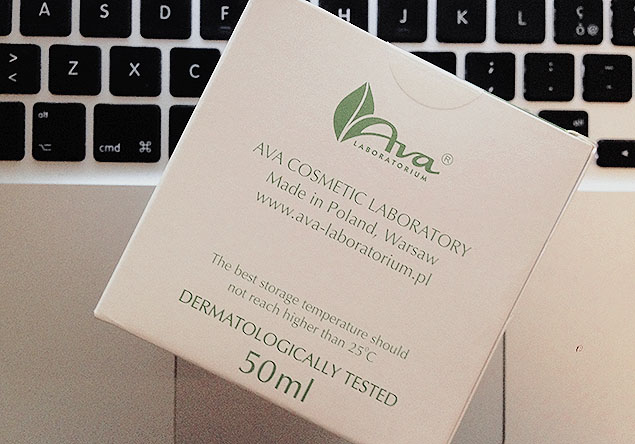 A S D F H J K L ç @
> Z X C ; :
< , .
alt alt
⌥ cmd ⌘
Ava ®
LABORATORIUM
AVA COSMETIC LABORATORY
Made in Poland, Warsaw
www.ava-laboratorium.pl
The best storage temperature should
not reach higher than 25°C
DERMATOLOGICALLY TESTED
50ml